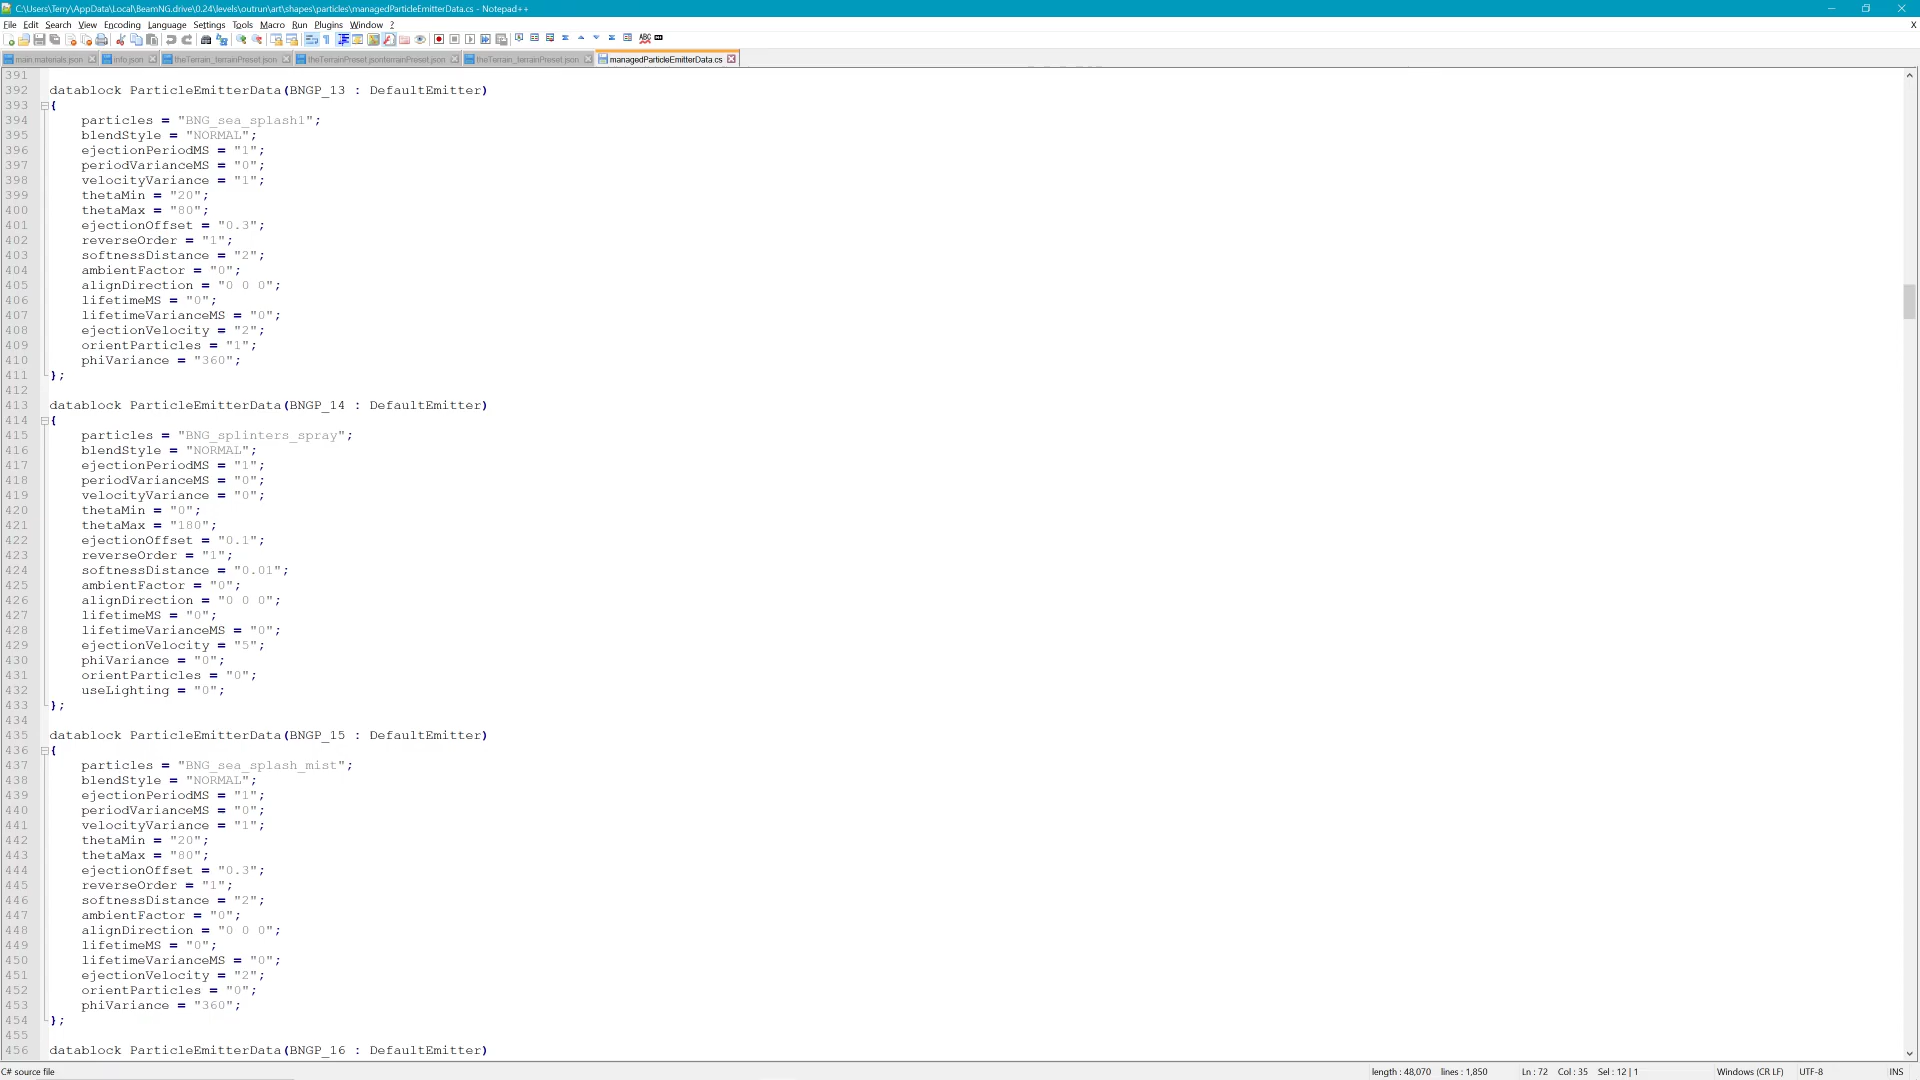 C:\Users\Terry\AppData\Local\BeamNG.drive\0.24\levels\outrun\art\shapes\particles\managedParticleEmitterData.cs - Notepad++
File Edit Search View Encoding Language Settings Tools Macro Run Plugins Window ? X
main.materials.json info.json theTerrain_terrainPreset.json theTerrainPreset.jsonterrainPreset.json theTerrain_terrainPreset.json managedParticleEmitterData.cs
391
392 datablock ParticleEmitterData(BNGP_13 : DefaultEmitter)
393 {
394 particles = "BNG_sea_splash1";
395 blendStyle = "NORMAL";
396 ejectionPeriodMS = "1";
397 periodVarianceMS = "0";
398 velocityVariance = "1";
399 thetaMin = "20";
400 thetaMax = "80";
401 ejectionOffset = "0.3";
402 reverseOrder = "1";
403 softnessDistance = "2";
404 ambientFactor = "0";
405 alignDirection = "0 0 0";
406 lifetimeMS = "0";
407 lifetimeVarianceMS = "0";
408 ejectionVelocity = "2";
409 orientParticles = "1";
410 phiVariance = "360";
411 };
412
413 datablock ParticleEmitterData(BNGP_14 : DefaultEmitter)
414 {
415 particles = "BNG_splinters_spray";
416 blendStyle = "NORMAL";
417 ejectionPeriodMS = "1";
418 periodVarianceMS = "0";
419 velocityVariance = "0";
420 thetaMin = "0";
421 thetaMax = "180";
422 ejectionOffset = "0.1";
423 reverseOrder = "1";
424 softnessDistance = "0.01";
425 ambientFactor = "0";
426 alignDirection = "0 0 0";
427 lifetimeMS = "0";
428 lifetimeVarianceMS = "0";
429 ejectionVelocity = "5";
430 phiVariance = "0";
431 orientParticles = "0";
432 useLighting = "0";
433 };
434
435 datablock ParticleEmitterData(BNGP_15 : DefaultEmitter)
436 {
437 particles = "BNG_sea_splash_mist";
438 blendStyle = "NORMAL";
439 ejectionPeriodMS = "1";
440 periodVarianceMS = "0";
441 velocityVariance = "1";
442 thetaMin = "20";
443 thetaMax = "80";
444 ejectionOffset = "0.3";
445 reverseOrder = "1";
446 softnessDistance = "2";
447 ambientFactor = "0";
448 alignDirection = "0 0 0";
449 lifetimeMS = "0";
450 lifetimeVarianceMS = "0";
451 ejectionVelocity = "2";
452 orientParticles = "0";
453 phiVariance = "360";
454 };
455
456 datablock ParticleEmitterData(BNGP_16 : DefaultEmitter)
C# source file length : 48,070 lines : 1,850 Ln : 72 Col : 35 Sel : 12 | 1 Windows (CR LF) UTF-8 INS